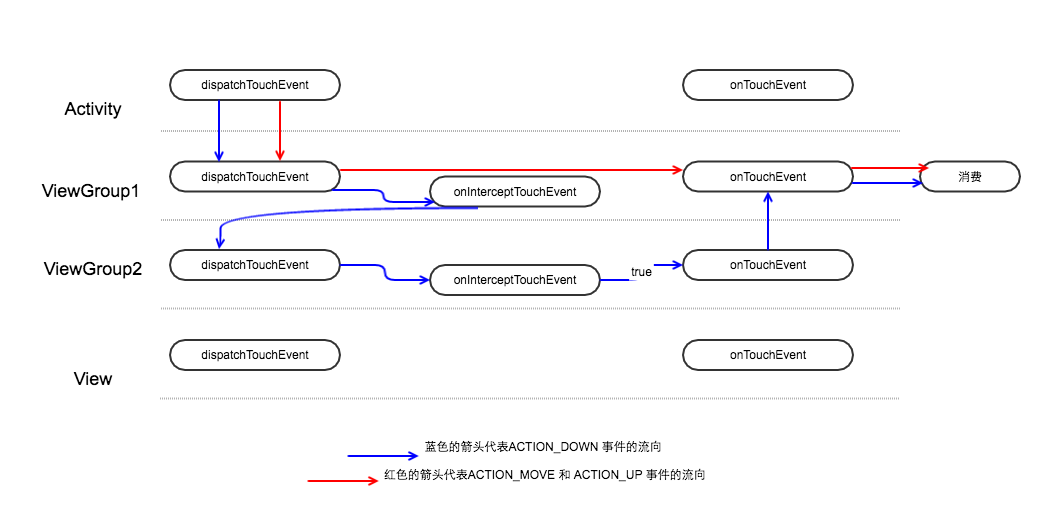 dispatchTouchEvent
onTouchEvent
Activity
dispatchTouchEvent
onInterceptTouchEvent
onTouchEvent
消费
ViewGroup1
dispatchTouchEvent
onInterceptTouchEvent
true
onTouchEvent
ViewGroup2
dispatchTouchEvent
onTouchEvent
View
蓝色的箭头代表ACTION_DOWN 事件的流向
红色的箭头代表ACTION_MOVE 和 ACTION_UP 事件的流向